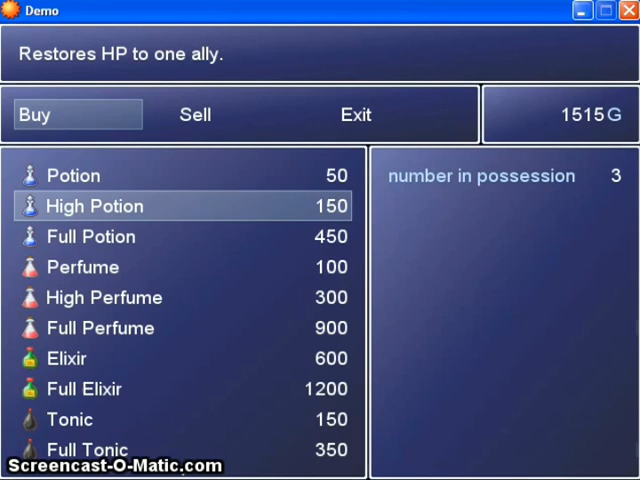 Demo
Restores HP to one ally.
Buy Sell Exit 1515G
Potion 50
High Potion 150
Full Potion 450
Perfume 100
High Perfume 300
Full Perfume 900
Elixir 600
Full Elixir 1200
Tonic 150
Full Tonic 350
number in possession 3
Screencast-O-Matic.com